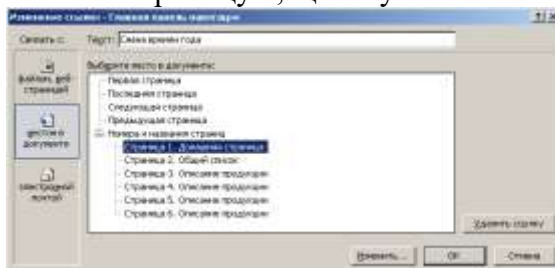 Изменение ссылки - Главная панель навигации
Связать с:
Текст: Смена времён года
Выберите место в документе:
файлом, веб-страницей
Первая страница
Последняя страница
Следующая страница
Предыдущая страница
местом в документе
Номера и названия страниц
Страница 1. Домашняя страница
Страница 2. Общий список
Страница 3. Описание продукции
электронной почтой
Страница 4. Описание продукции
Страница 5. Описание продукции
Страница 6. Описание продукции
Удалить ссылку
Изменить...
ОК
Отмена